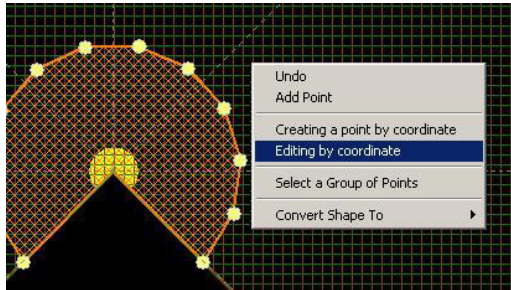 Undo
Add Point
Creating a point by coordinate
Editing by coordinate
Select a Group of Points
Convert Shape To